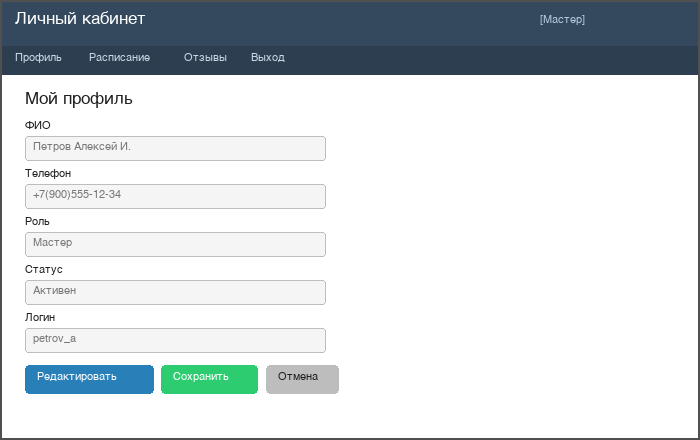 Личный кабинет [Мастер]
Профиль Расписание Отзывы Выход
Мой профиль
ФИО
Петров Алексей И.
Телефон
+7(900)555-12-34
Роль
Мастер
Статус
Активен
Логин
petrov_a
Редактировать Сохранить Отмена